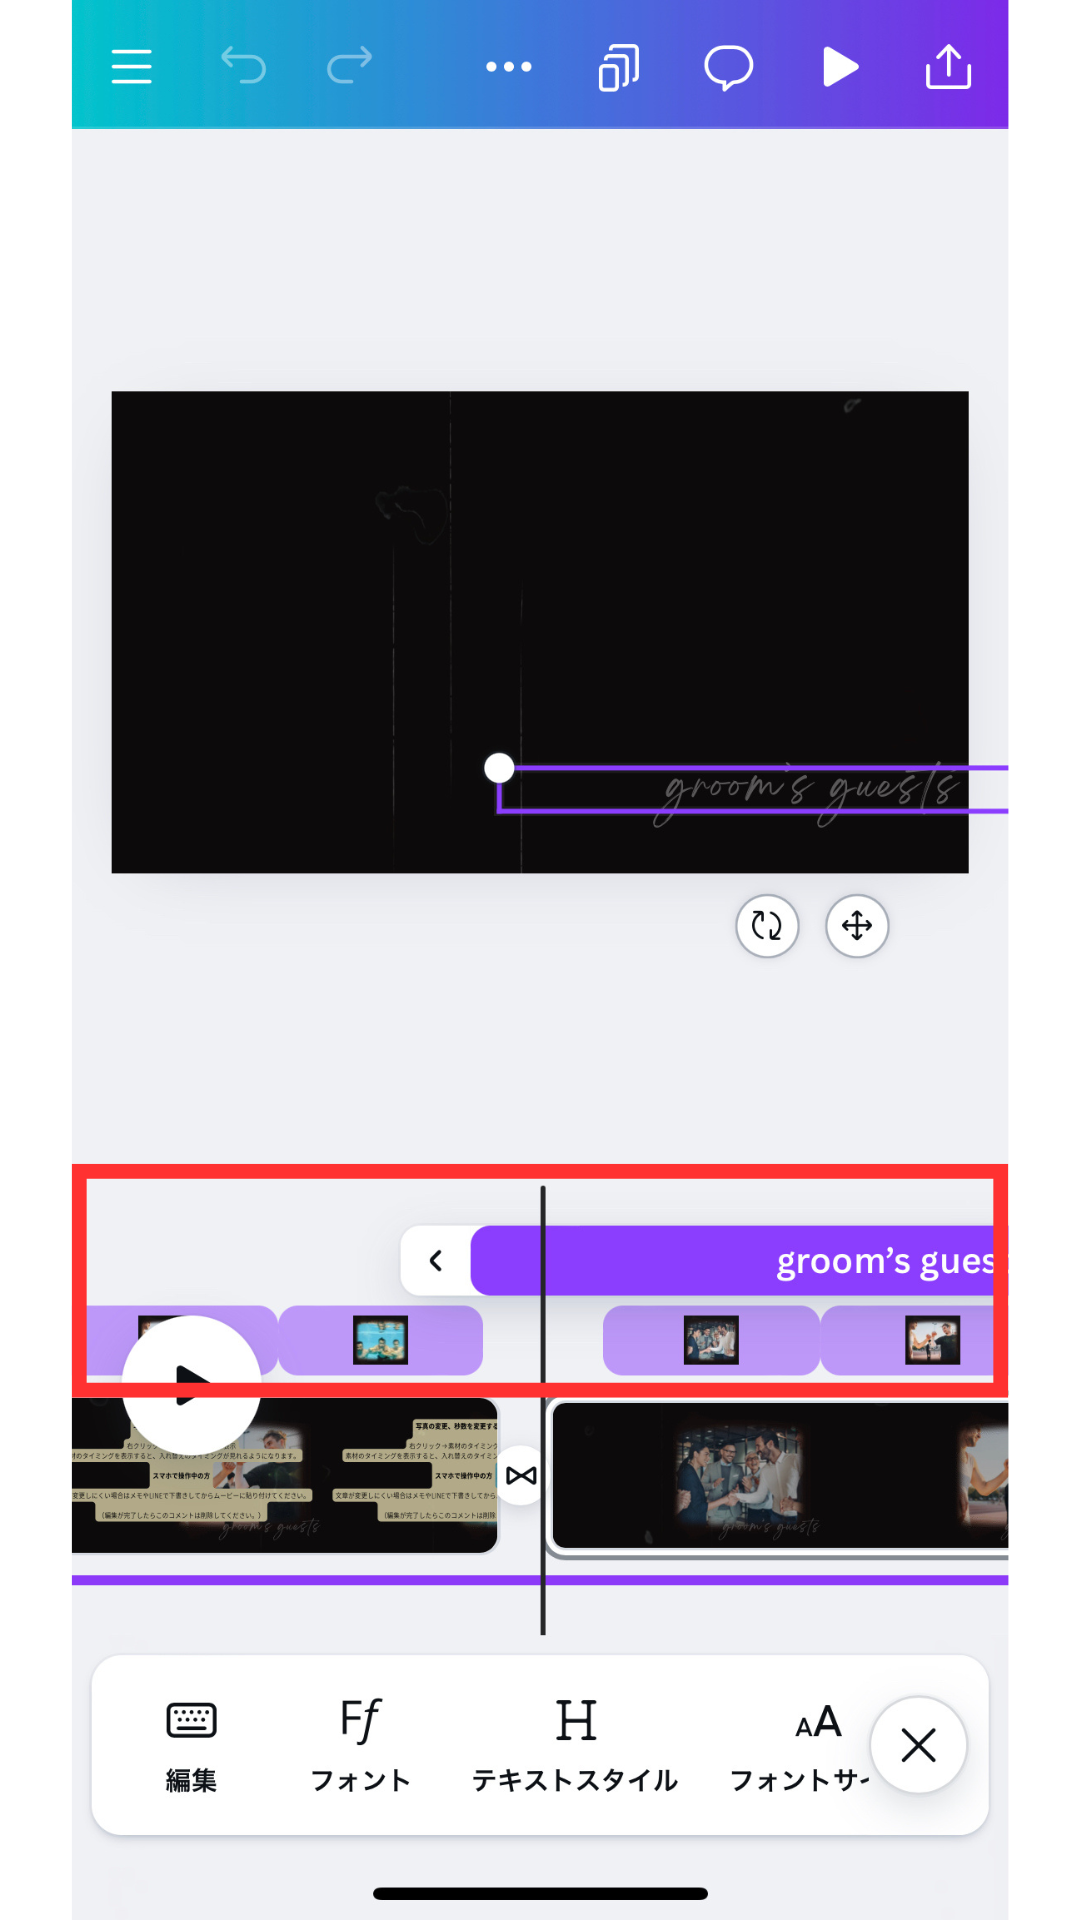 groom's guests
groom’s gues
写真の変更、秒数を変更する
右クリック
表示
右クリック→素材のタイミング
のタイミングを表示すると、入れ替えのタイミングが見れるようになります。
素材のタイミングを表示すると、入れ替えのタイミン
スマホで操作中の方
スマホで操作中の方
変更しにくい場合はメモやLINEで下書きしてからムービーに貼り付けてください。
文章が変更しにくい場合はメモやLINEで下書きしてから
（編集が完了したらこのコメントは削除してください。）
（編集が完了したらこのコメントは削除
groom's guests
groom's guests
Ff
H
AA
編集
フォント
テキストスタイル
フォントサイ